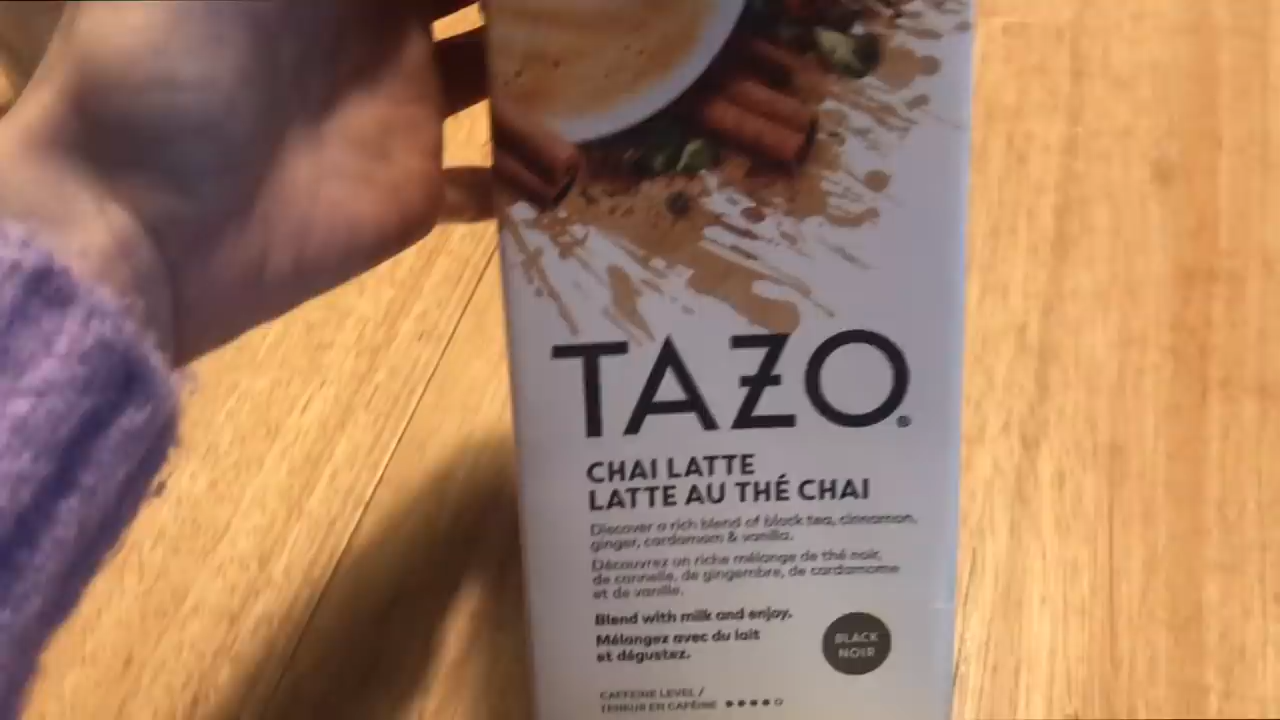 TAZO®
CHAI LATTE
LATTE AU THÉ CHAI
Discover a rich blend of black tea, cinnamon,
ginger, cardamom & vanilla.
Découvrez un riche mélange de thé noir,
de cannelle, de gingembre, de cardamome
et de vanille.
Blend with milk and enjoy.
Mélangez avec du lait
et dégustez.
BLACK
NOIR
CAFFEINE LEVEL /
TENEUR EN CAFÉINE